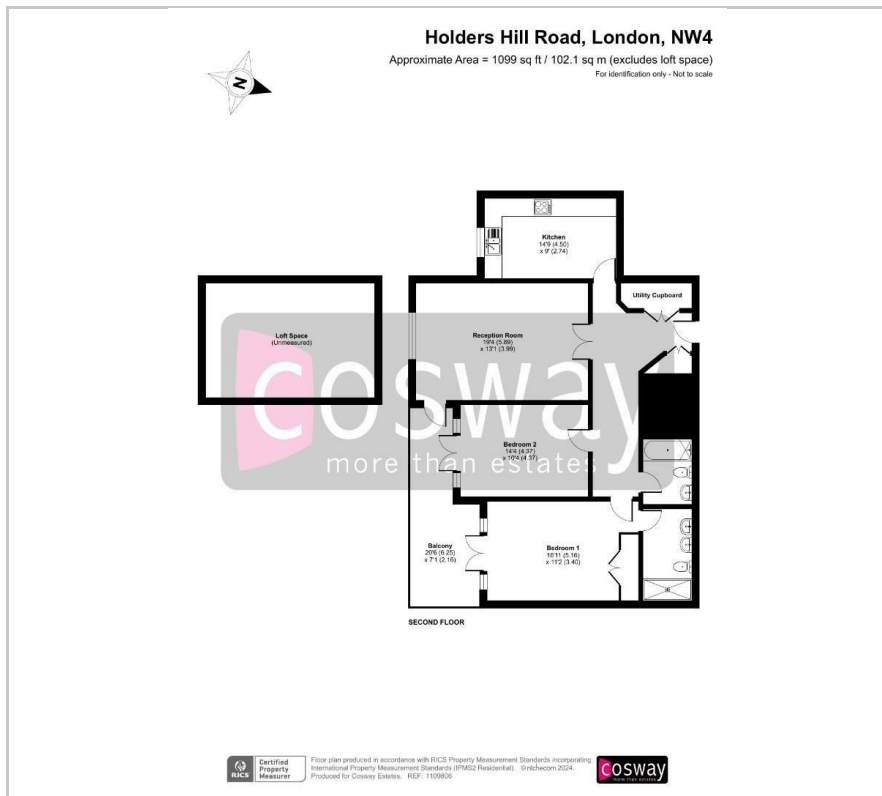 Holders Hill Road, London, NW4
Approximate Area = 1099 sq ft / 102.1 sq m (excludes loft space)
For identification only - Not to scale
N
Kitchen
14'9 (4.50)
x 9' (2.74)
Utility Cupboard
Loft Space
(Unmeasured)
Reception Room
19'4 (5.89)
x 13'1 (3.99)
cosway
more than estates
Bedroom 2
14'4 (4.37)
x 10'4 (4.37)
Balcony
20'6 (6.25)
x 7'1 (2.16)
Bedroom 1
16'11 (5.16)
x 11'2 (3.40)
SECOND FLOOR
RICS
Certified
Property
Measurer
Floor plan produced in accordance with RICS Property Measurement Standards incorporating
International Property Measurement Standards (IPMS2 Residential). ©nichecom 2024.
Produced for Cosway Estates. REF: 1109806
cosway
more than estates